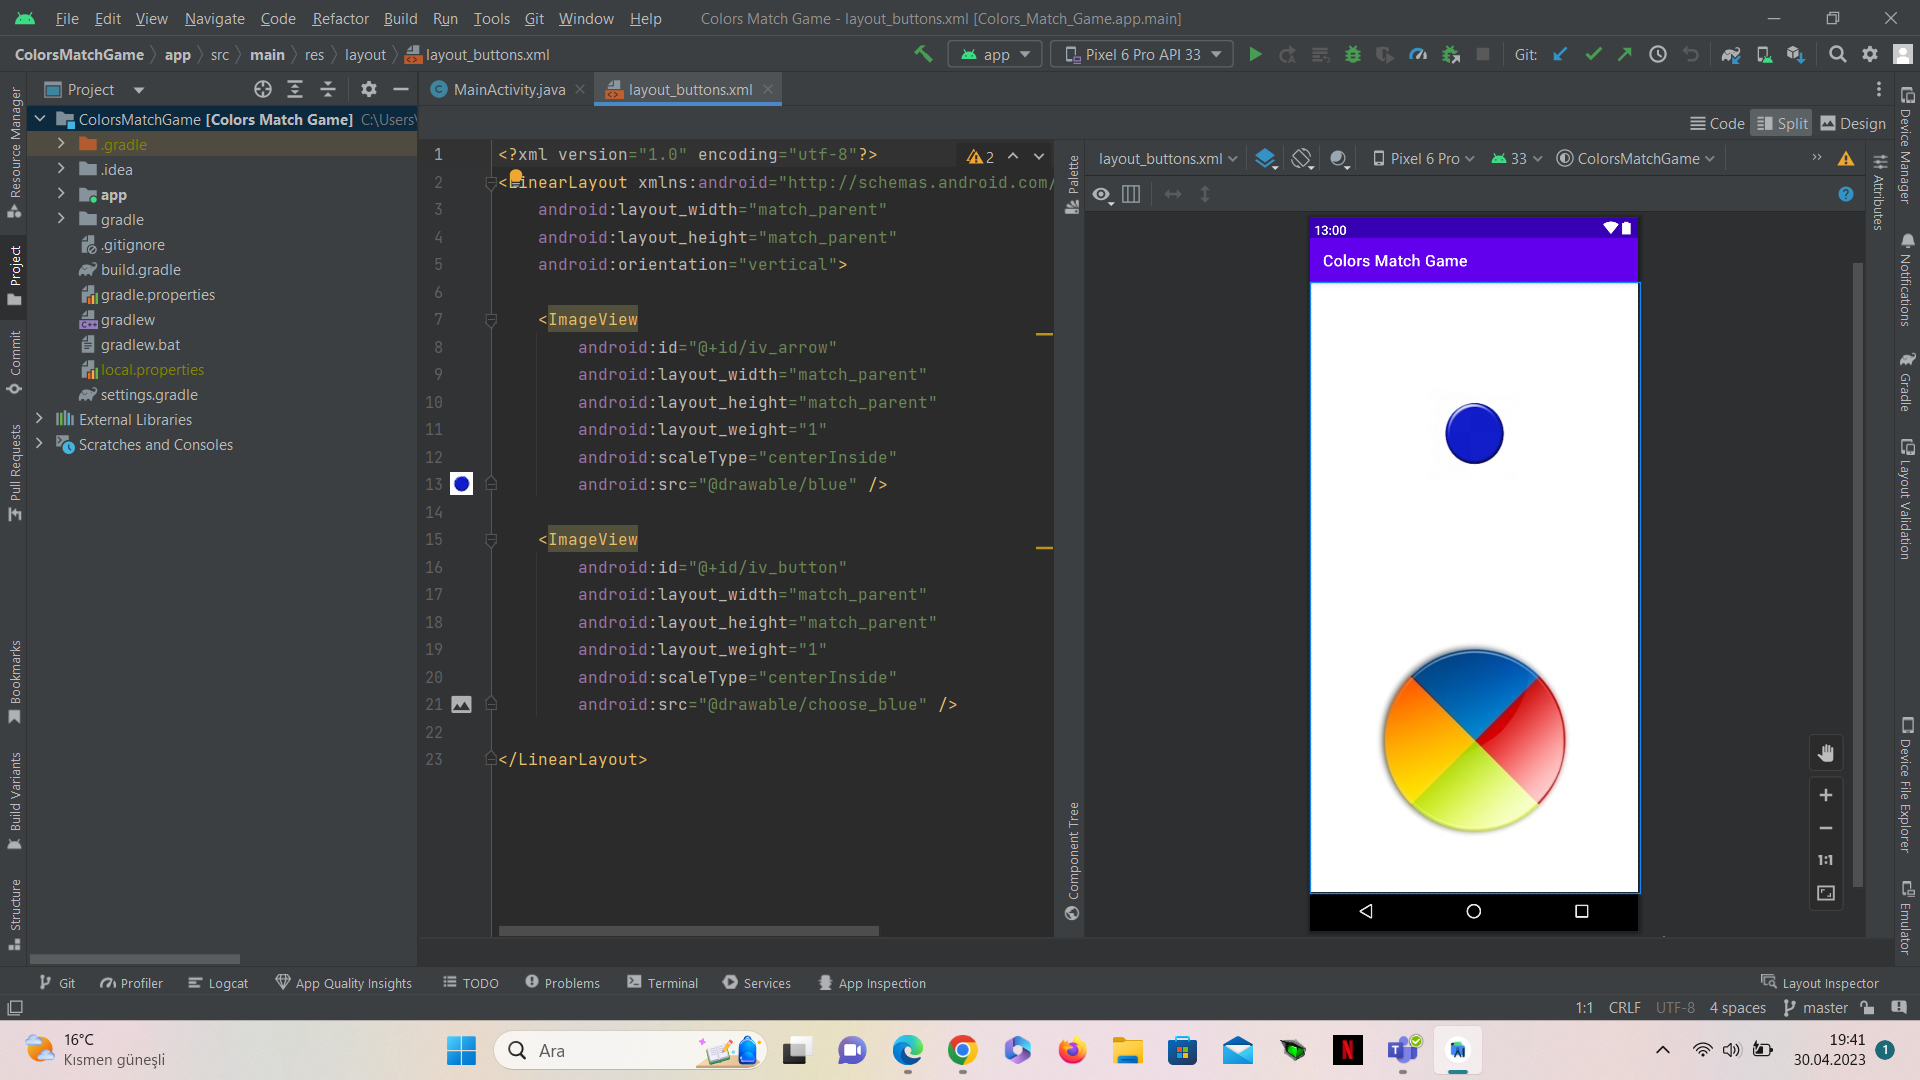 File Edit View Navigate Code Refactor Build Run Tools Git Window Help Colors Match Game - layout_buttons.xml [Colors_Match_Game.app.main]
ColorsMatchGame app src main res layout layout_buttons.xml app Pixel 6 Pro API 33 Git:
Project MainActivity.java layout_buttons.xml
Code Split Design
layout_buttons.xml Pixel 6 Pro 33 ColorsMatchGame
ColorsMatchGame [Colors Match Game] C:\Users\
.gradle
.idea
app
gradle
.gitignore
build.gradle
gradle.properties
gradlew
gradlew.bat
local.properties
settings.gradle
External Libraries
Scratches and Consoles
Resource Manager
Project
Commit
Pull Requests
Bookmarks
Build Variants
Structure
2
1 <?xml version="1.0" encoding="utf-8"?>
2 <LinearLayout xmlns:android="http://schemas.android.com/
3 android:layout_width="match_parent"
4 android:layout_height="match_parent"
5 android:orientation="vertical">
6
7 <ImageView
8 android:id="@+id/iv_arrow"
9 android:layout_width="match_parent"
10 android:layout_height="match_parent"
11 android:layout_weight="1"
12 android:scaleType="centerInside"
13 android:src="@drawable/blue" />
14
15 <ImageView
16 android:id="@+id/iv_button"
17 android:layout_width="match_parent"
18 android:layout_height="match_parent"
19 android:layout_weight="1"
20 android:scaleType="centerInside"
21 android:src="@drawable/choose_blue" />
22
23 </LinearLayout>
Palette
Component Tree
13:00
Colors Match Game
1:1
Attributes
Device Manager
Notifications
Gradle
Layout Validation
Device File Explorer
Emulator
Git Profiler Logcat App Quality Insights TODO Problems Terminal Services App Inspection Layout Inspector
1:1 CRLF UTF-8 4 spaces master
16°C
Kısmen güneşli
Ara
19:41
30.04.2023
1